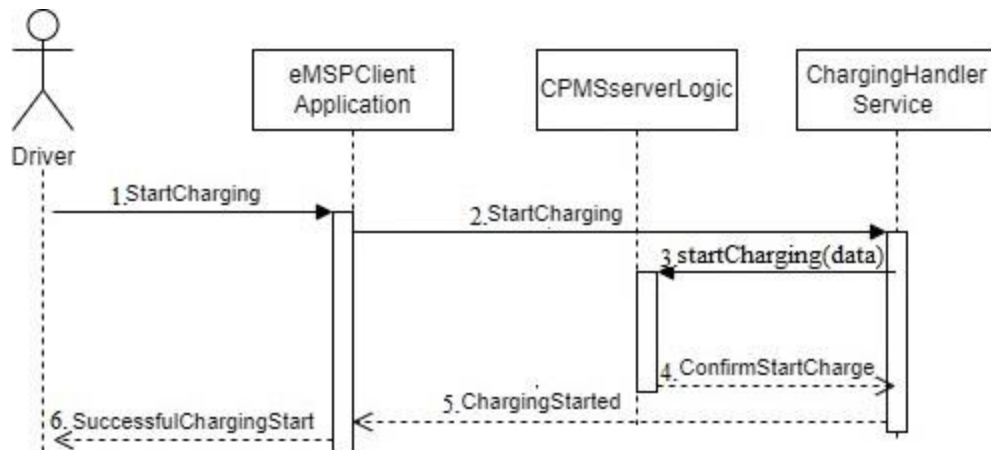 eMSPClient
Application
CPMSserverLogic
ChargingHandler
Service
Driver
1.StartCharging
2.StartCharging
3.startCharging(data)
4.ConfirmStartCharge
5.ChargingStarted
6.SuccessfulChargingStart